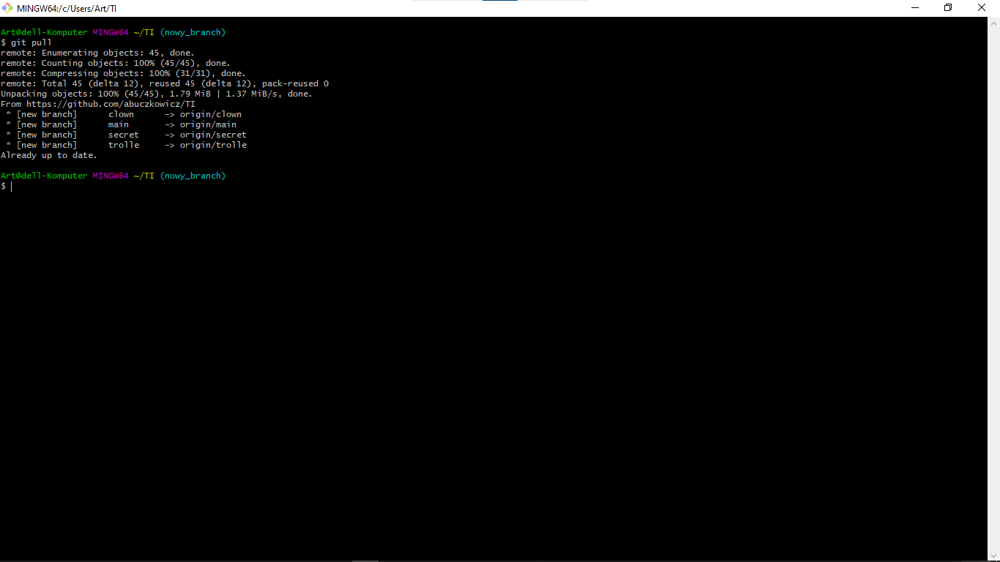 MINGW64:/c/Users/Art/TI
Art@dell-Komputer MINGW64 ~/TI (nowy_branch)
$ git pull
remote: Enumerating objects: 45, done.
remote: Counting objects: 100% (45/45), done.
remote: Compressing objects: 100% (31/31), done.
remote: Total 45 (delta 12), reused 45 (delta 12), pack-reused 0
Unpacking objects: 100% (45/45), 1.79 MiB | 1.37 MiB/s, done.
From https://github.com/abuczkowicz/TI
 * [new branch]      clown      -> origin/clown
 * [new branch]      main       -> origin/main
 * [new branch]      secret     -> origin/secret
 * [new branch]      trolle     -> origin/trolle
Already up to date.
Art@dell-Komputer MINGW64 ~/TI (nowy_branch)
$